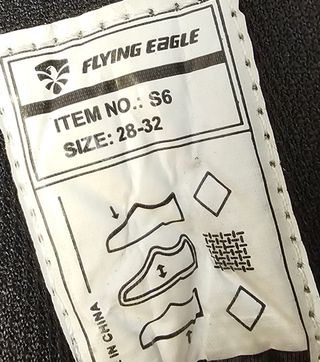 FLYING EAGLE
ITEM NO.: S6
SIZE: 28-32
IN CHINA